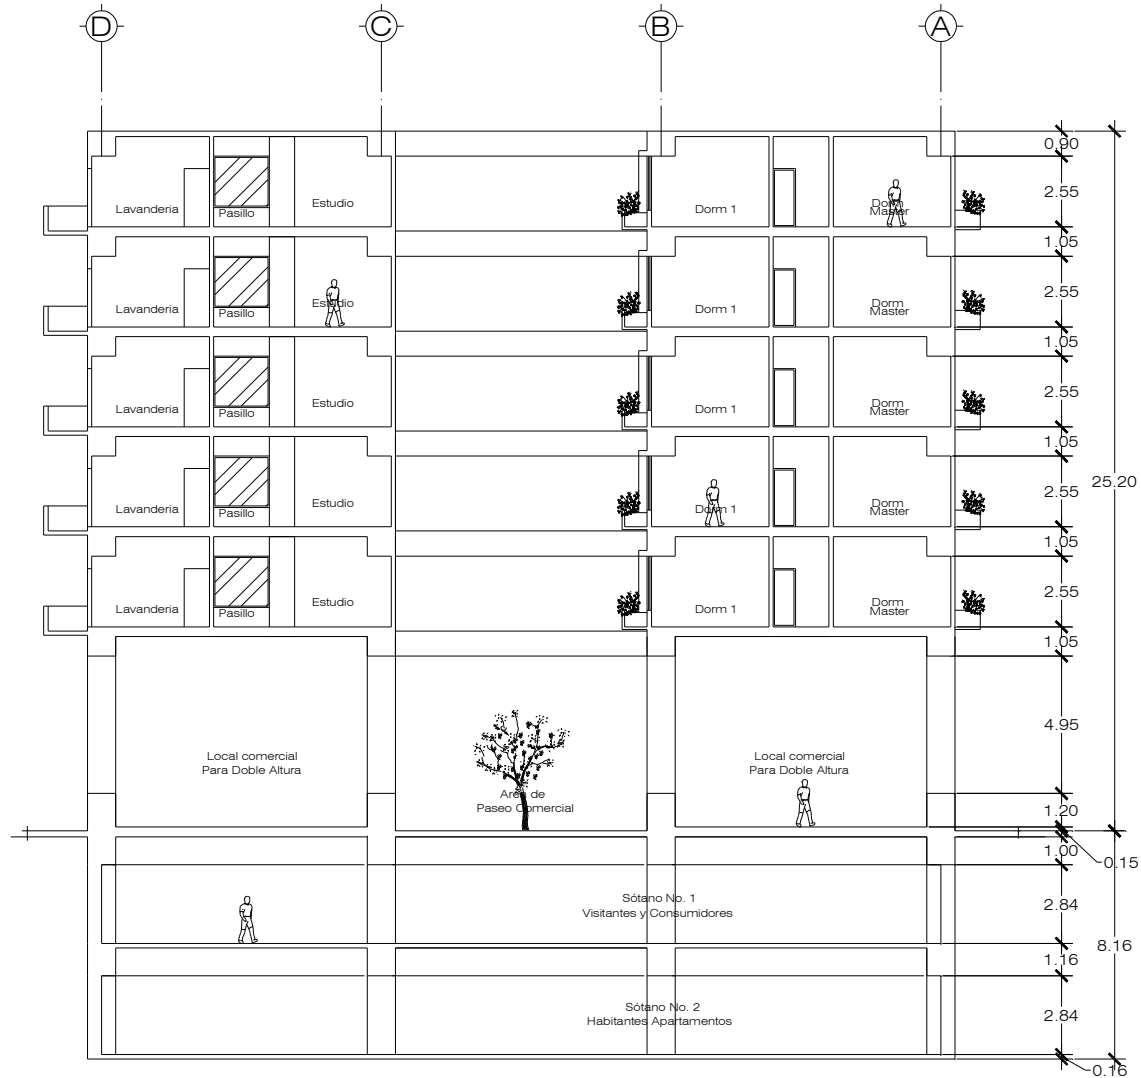 D C B A
0.90
Lavanderia Pasillo Estudio Dorm 1 Dorm
Master
2.55
1.05
Lavanderia Pasillo Estudio Dorm 1 Dorm
Master
2.55
1.05
Lavanderia Pasillo Estudio Dorm 1 Dorm
Master
2.55
1.05
25.20
Lavanderia Pasillo Estudio Dorm 1 Dorm
Master
2.55
1.05
Lavanderia Pasillo Estudio Dorm 1 Dorm
Master
2.55
1.05
4.95
Local comercial
Para Doble Altura
Area de
Paseo Comercial
Local comercial
Para Doble Altura
1.20
0.15
1.00
Sótano No. 1
Visitantes y Consumidores
2.84
8.16
1.16
Sótano No. 2
Habitantes Apartamentos
2.84
0.16